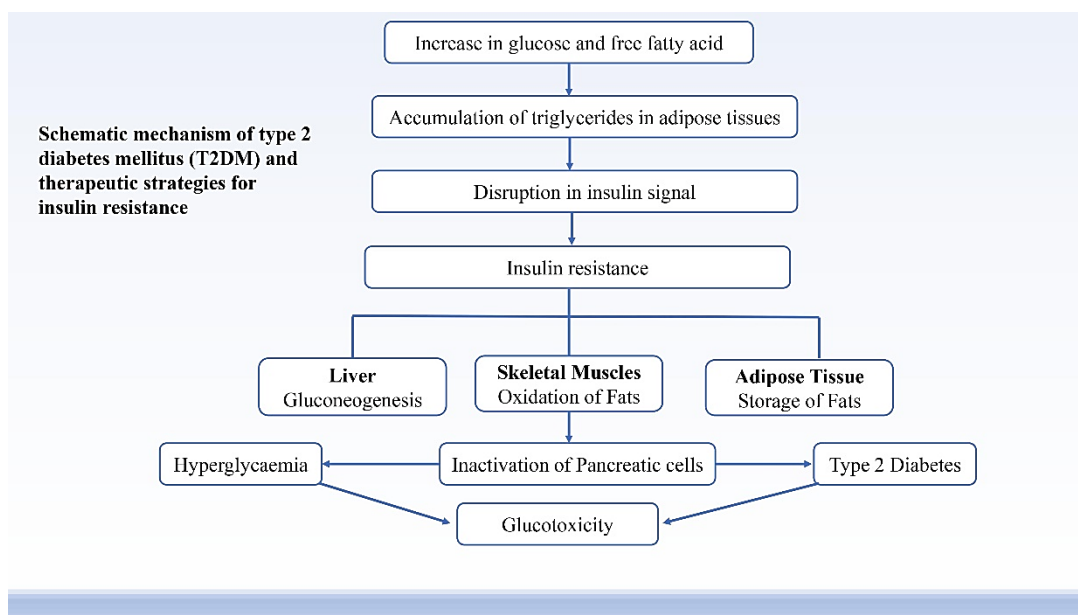 Increase in glucose and free fatty acid
Accumulation of triglycerides in adipose tissues
Schematic mechanism of type 2
diabetes mellitus (T2DM) and
therapeutic strategies for
insulin resistance
Disruption in insulin signal
Insulin resistance
Liver
Gluconeogenesis
Skeletal Muscles
Oxidation of Fats
Adipose Tissue
Storage of Fats
Hyperglycaemia
Inactivation of Pancreatic cells
Type 2 Diabetes
Glucotoxicity